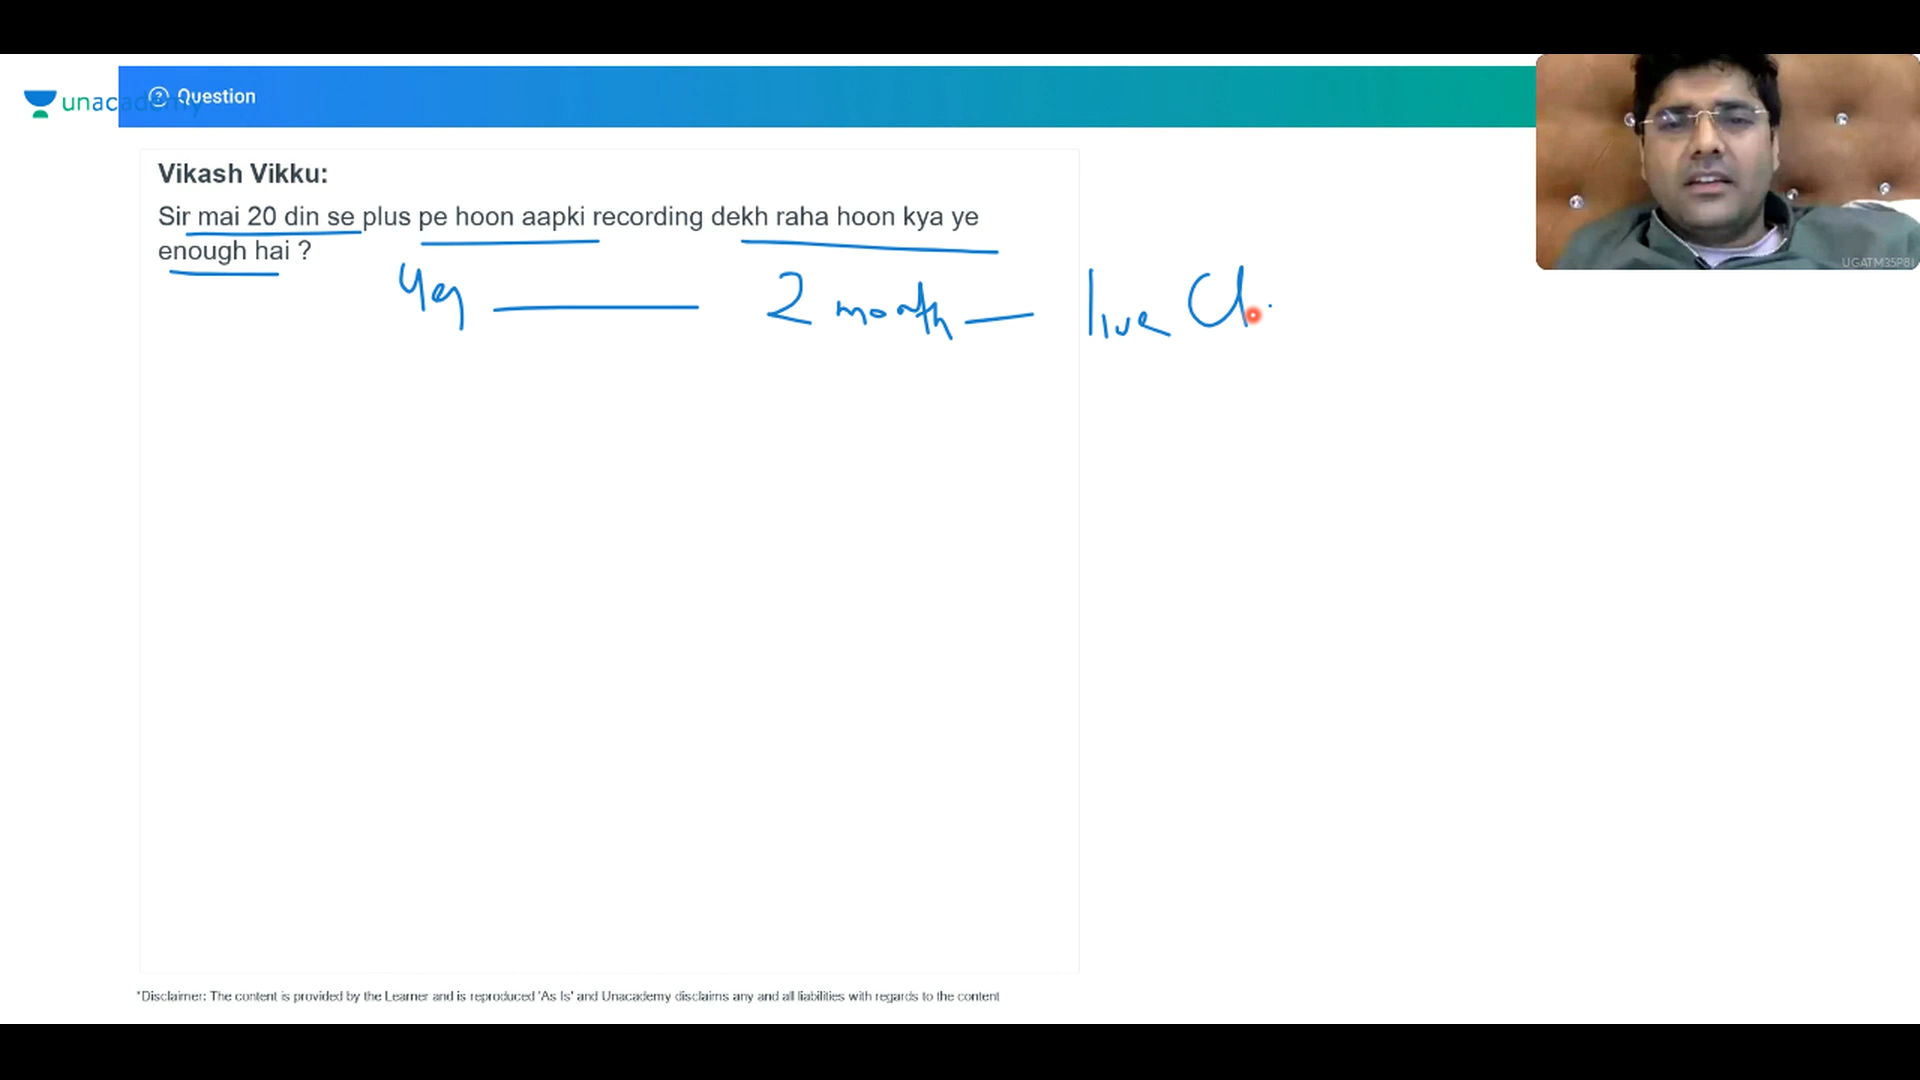 unacademy
Question
Vikash Vikku:
Sir mai 20 din se plus pe hoon aapki recording dekh raha hoon kya ye
enough hai ?
Yes 2 month live Cl
UGATM35P8I
*Disclaimer: The content is provided by the Learner and is reproduced 'As Is' and Unacademy disclaims any and all liabilities with regards to the content